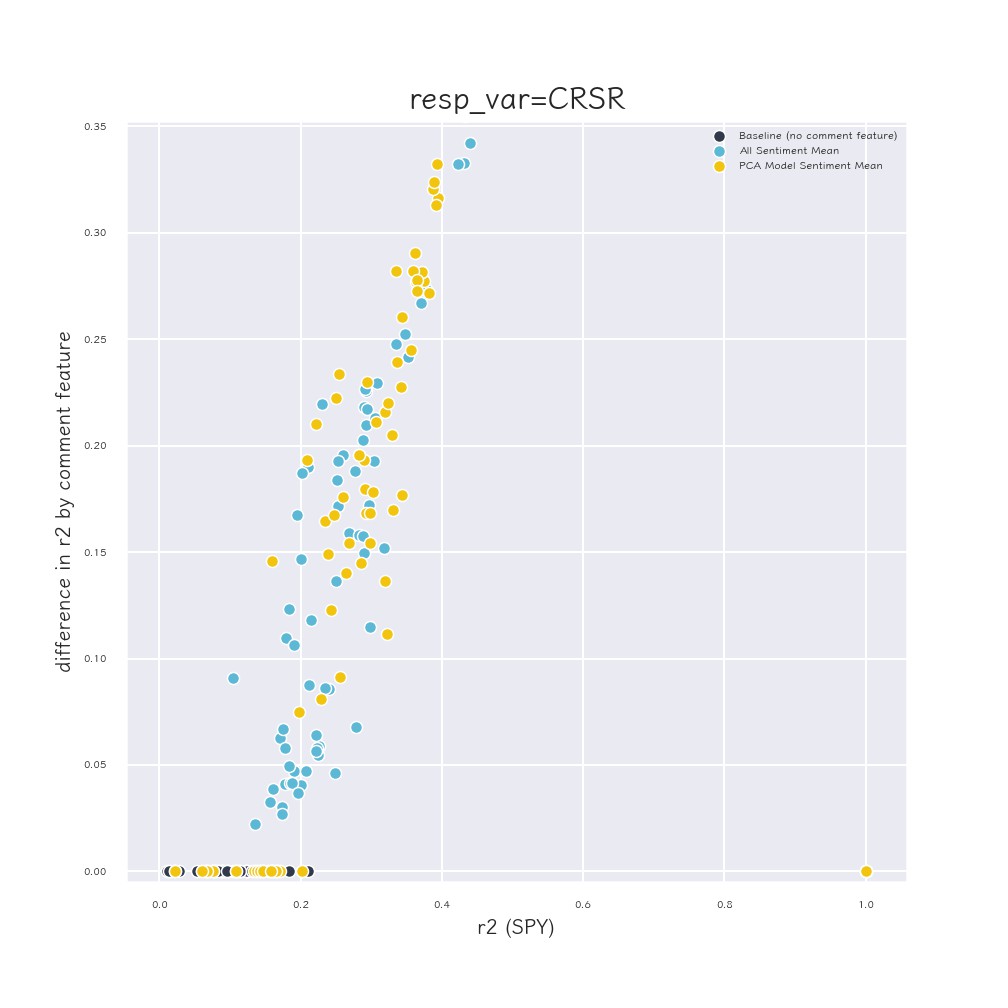 resp_var=CRSR
Baseline (no comment feature)
All Sentiment Mean
PCA Model Sentiment Mean
difference in r2 by comment feature
0.35
0.30
0.25
0.20
0.15
0.10
0.05
0.00
0.0 0.2 0.4 0.6 0.8 1.0
r2 (SPY)